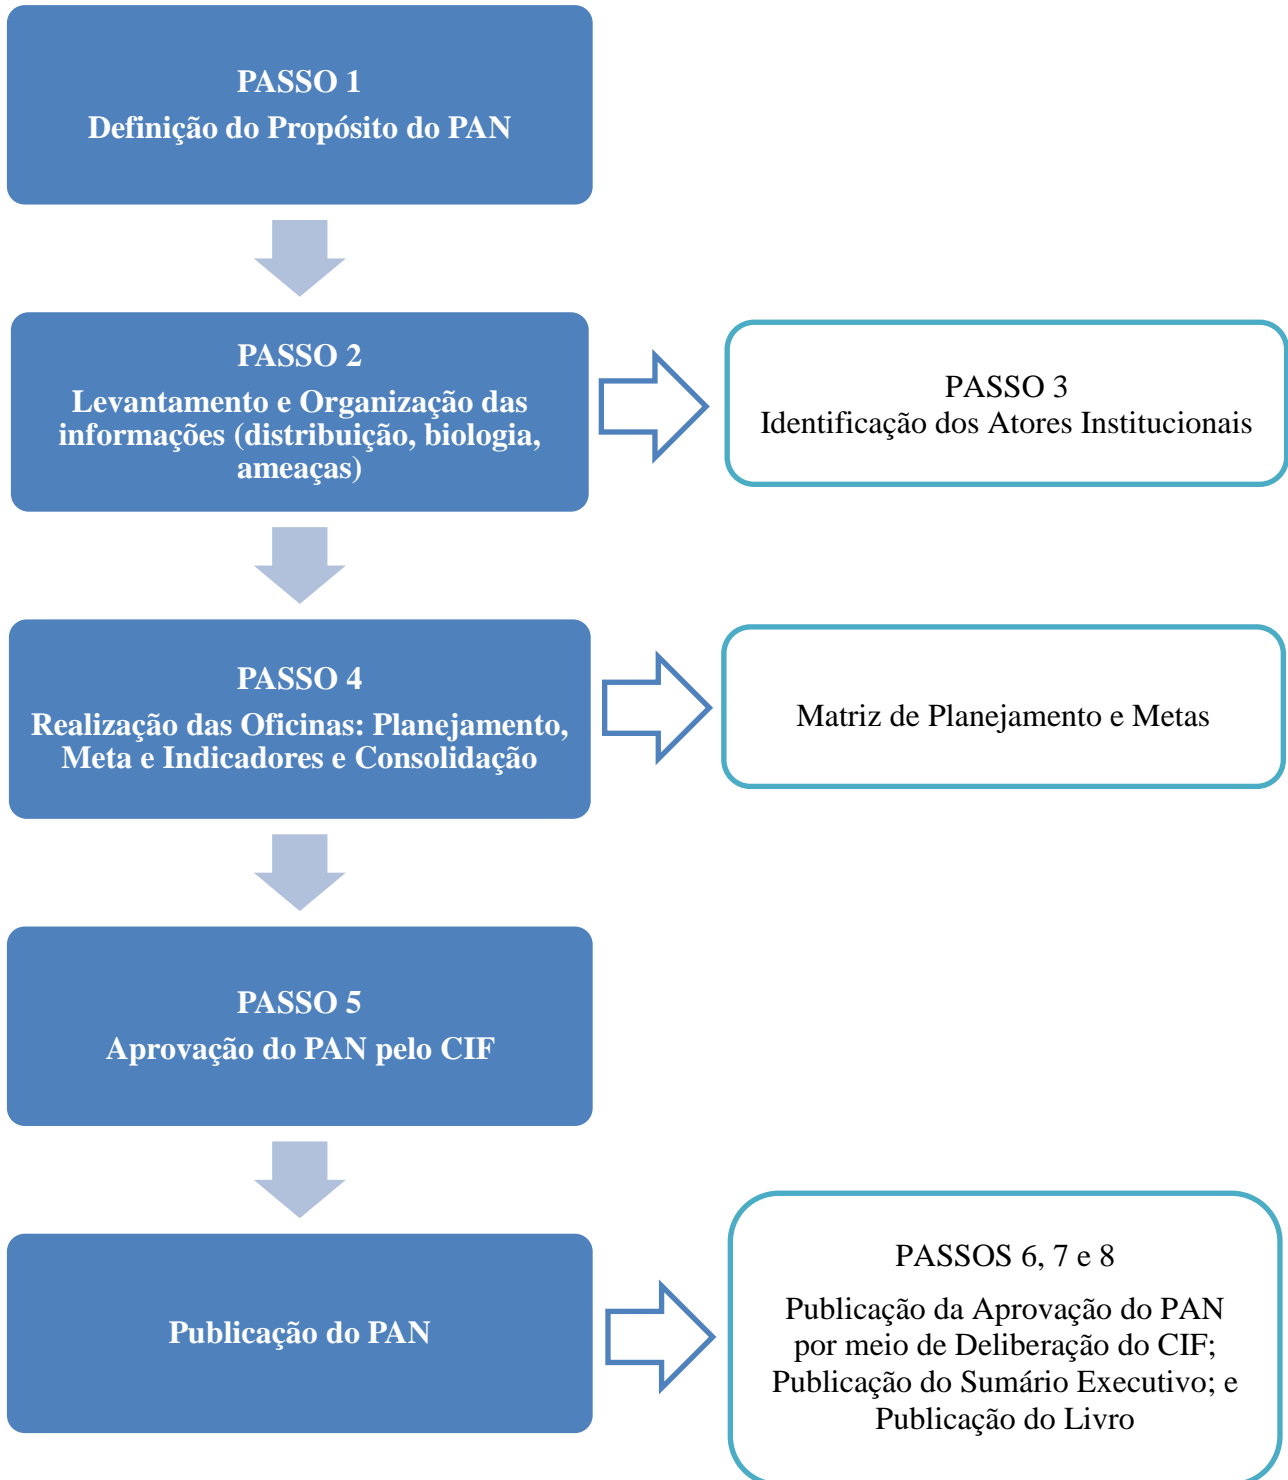 PASSO 1
Definição do Propósito do PAN
PASSO 2
Levantamento e Organização das
informações (distribuição, biologia,
ameaças)
PASSO 3
Identificação dos Atores Institucionais
PASSO 4
Realização das Oficinas: Planejamento,
Meta e Indicadores e Consolidação
Matriz de Planejamento e Metas
PASSO 5
Aprovação do PAN pelo CIF
Publicação do PAN
PASSOS 6, 7 e 8
Publicação da Aprovação do PAN
por meio de Deliberação do CIF;
Publicação do Sumário Executivo; e
Publicação do Livro